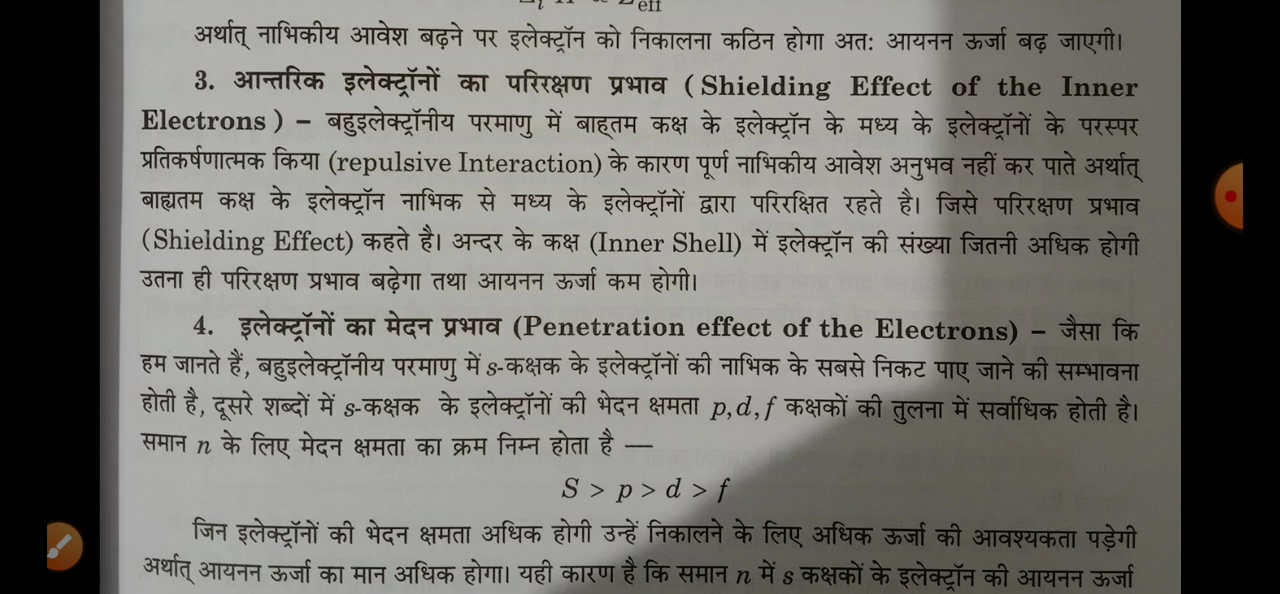 eff
अर्थात् नाभिकीय आवेश बढ़ने पर इलेक्ट्रॉन को निकालना कठिन होगा अतः आयनन ऊर्जा बढ़ जाएगी।
3. आन्तरिक इलेक्ट्रॉनों का परिरक्षण प्रभाव (Shielding Effect of the Inner
Electrons) – बहुइलेक्ट्रॉनीय परमाणु में बाह्तम कक्ष के इलेक्ट्रॉन के मध्य के इलेक्ट्रॉनों के परस्पर
प्रतिकर्षणात्मक किया (repulsive Interaction) के कारण पूर्ण नाभिकीय आवेश अनुभव नहीं कर पाते अर्थात्
बाह्यतम कक्ष के इलेक्ट्रॉन नाभिक से मध्य के इलेक्ट्रॉनों द्वारा परिरक्षित रहते है। जिसे परिरक्षण प्रभाव
(Shielding Effect) कहते है। अन्दर के कक्ष (Inner Shell) में इलेक्ट्रॉन की संख्या जितनी अधिक होगी
उतना ही परिरक्षण प्रभाव बढ़ेगा तथा आयनन ऊर्जा कम होगी।
4. इलेक्ट्रॉनों का मेदन प्रभाव (Penetration effect of the Electrons) – जैसा कि
हम जानते हैं, बहुइलेक्ट्रॉनीय परमाणु में s-कक्षक के इलेक्ट्रॉनों की नाभिक के सबसे निकट पाए जाने की सम्भावना
होती है, दूसरे शब्दों में s-कक्षक के इलेक्ट्रॉनों की भेदन क्षमता p, d, f कक्षकों की तुलना में सर्वाधिक होती है।
समान n के लिए मेदन क्षमता का क्रम निम्न होता है —
S > p > d > f
जिन इलेक्ट्रॉनों की भेदन क्षमता अधिक होगी उन्हें निकालने के लिए अधिक ऊर्जा की आवश्यकता पड़ेगी
अर्थात् आयनन ऊर्जा का मान अधिक होगा। यही कारण है कि समान n में s कक्षकों के इलेक्ट्रॉन की आयनन ऊर्जा